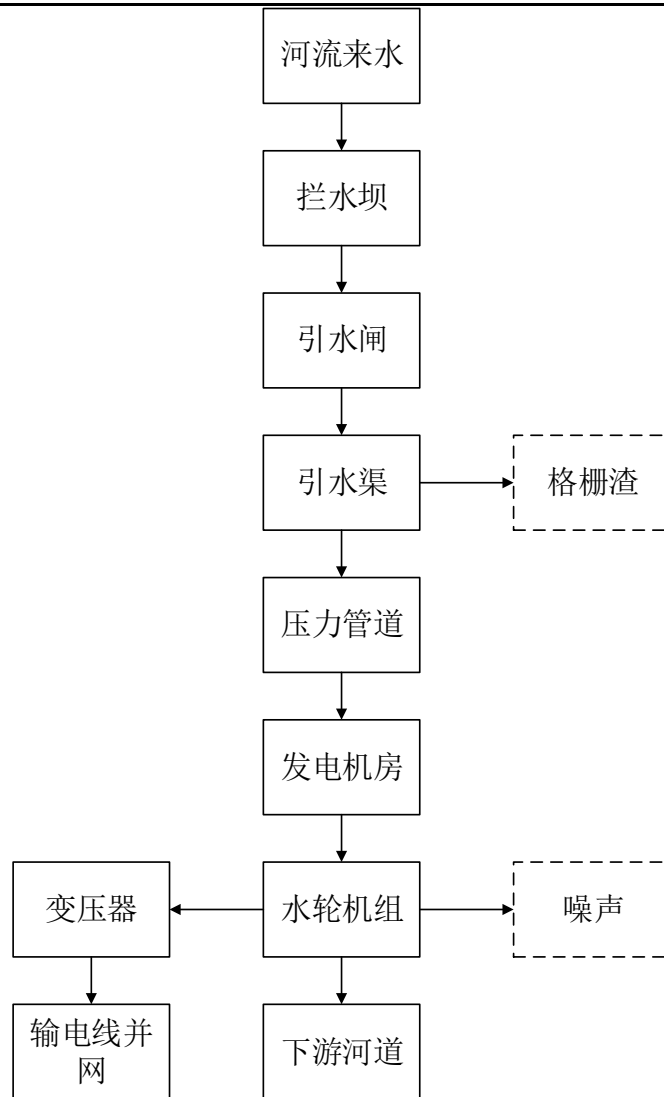 河流来水
拦水坝
引水闸
引水渠
格栅渣
压力管道
发电机房
变压器
水轮机组
噪声
输电线并
网
下游河道